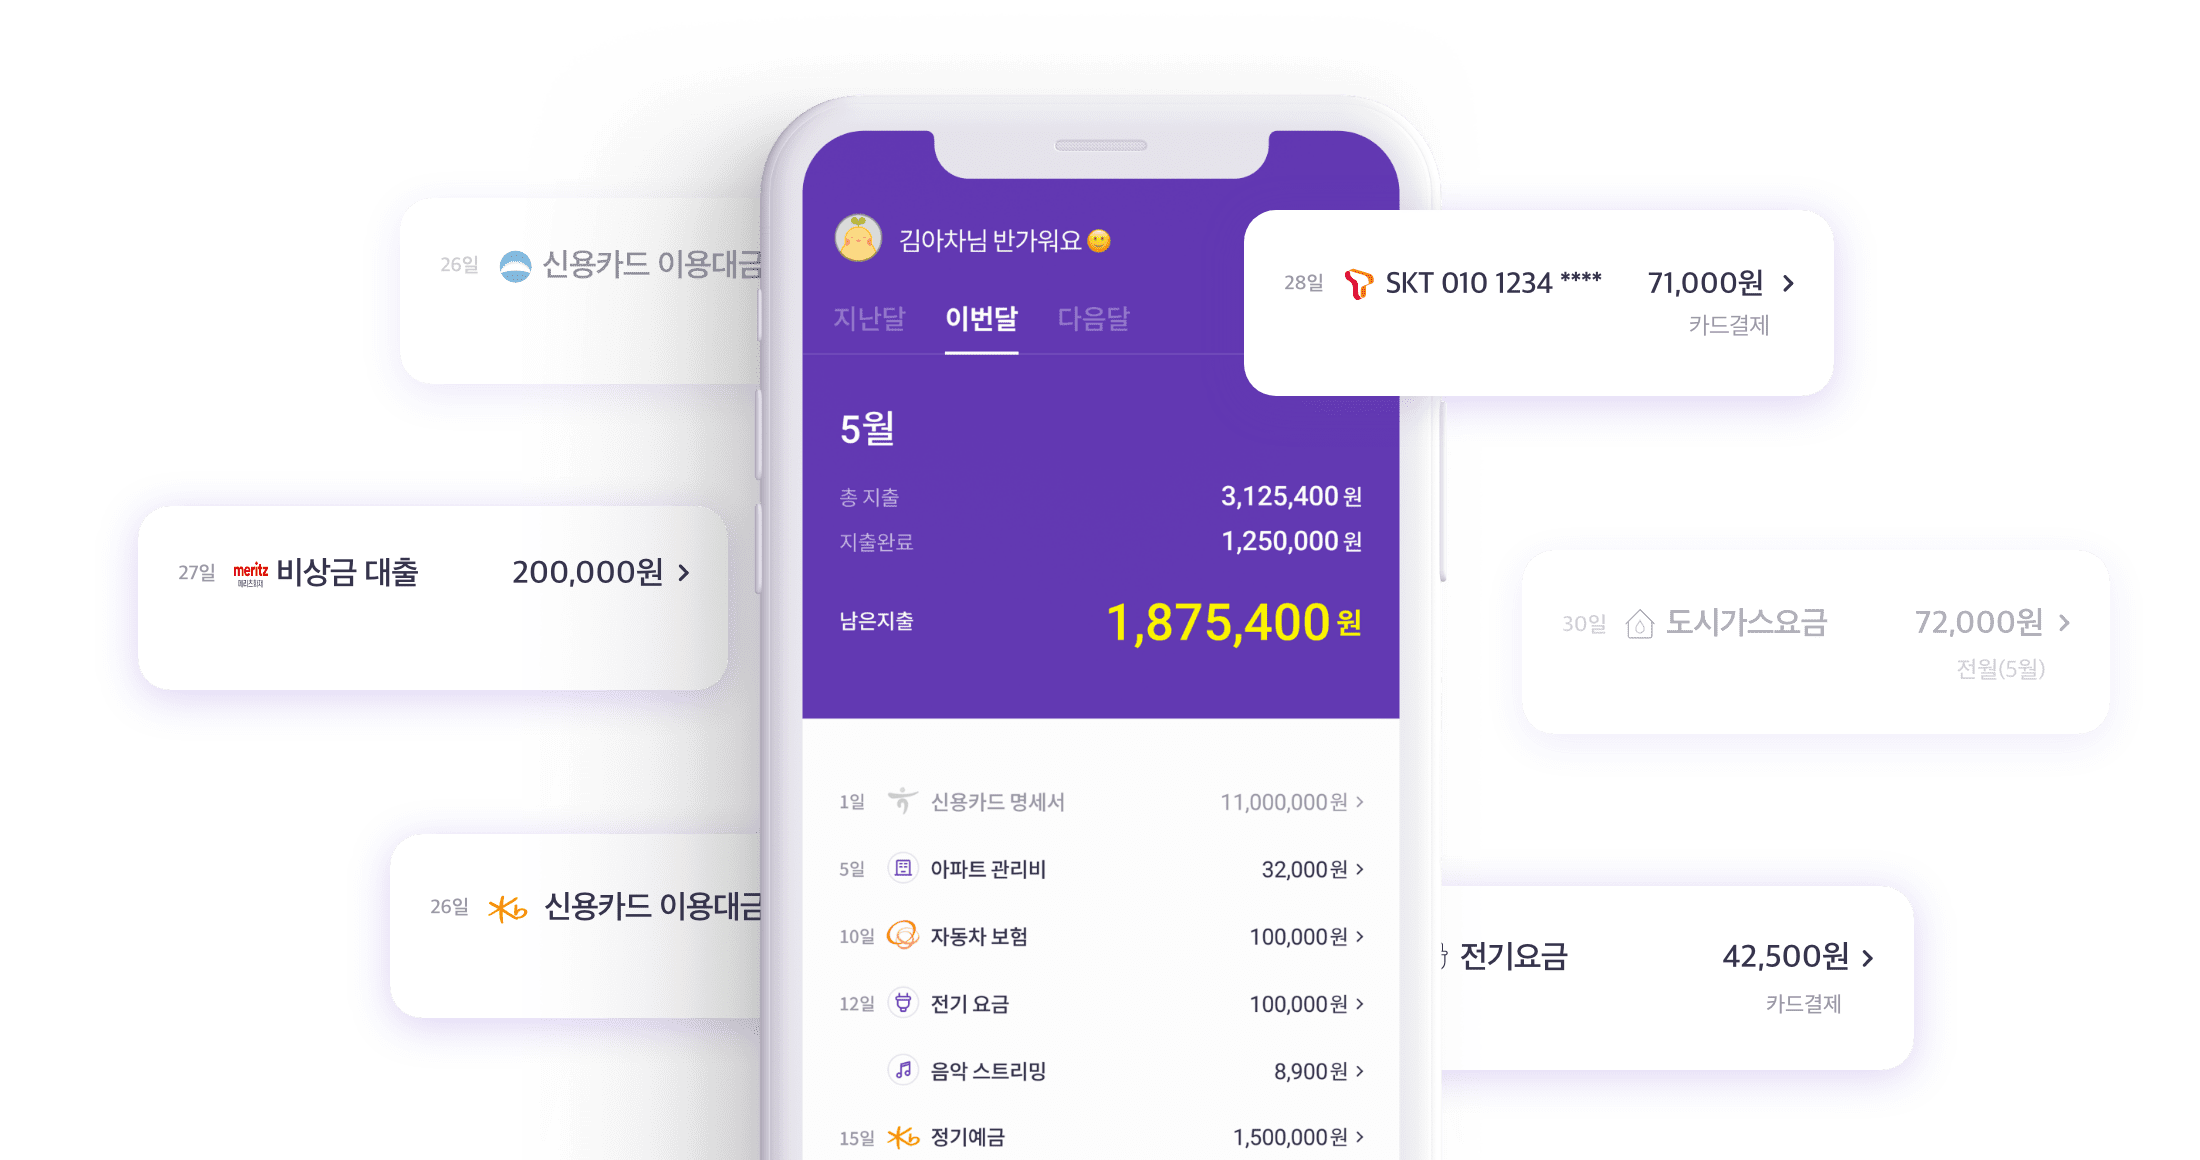 김아차님 반가워요
지난달 이번달 다음달
5월
총 지출 3,125,400 원
지출완료 1,250,000 원
남은지출 1,875,400 원
1일 신용카드 명세서 11,000,000원
5일 아파트 관리비 32,000원
10일 자동차 보험 100,000원
12일 전기 요금 100,000원
음악 스트리밍 8,900원
15일 정기예금 1,500,000원
26일 신용카드 이용대금
27일 meritz 메리츠화재 비상금 대출 200,000원
26일 신용카드 이용대금
28일 SKT 010 1234 **** 71,000원
카드결제
30일 도시가스요금 72,000원
전월(5월)
전기요금 42,500원
카드결제